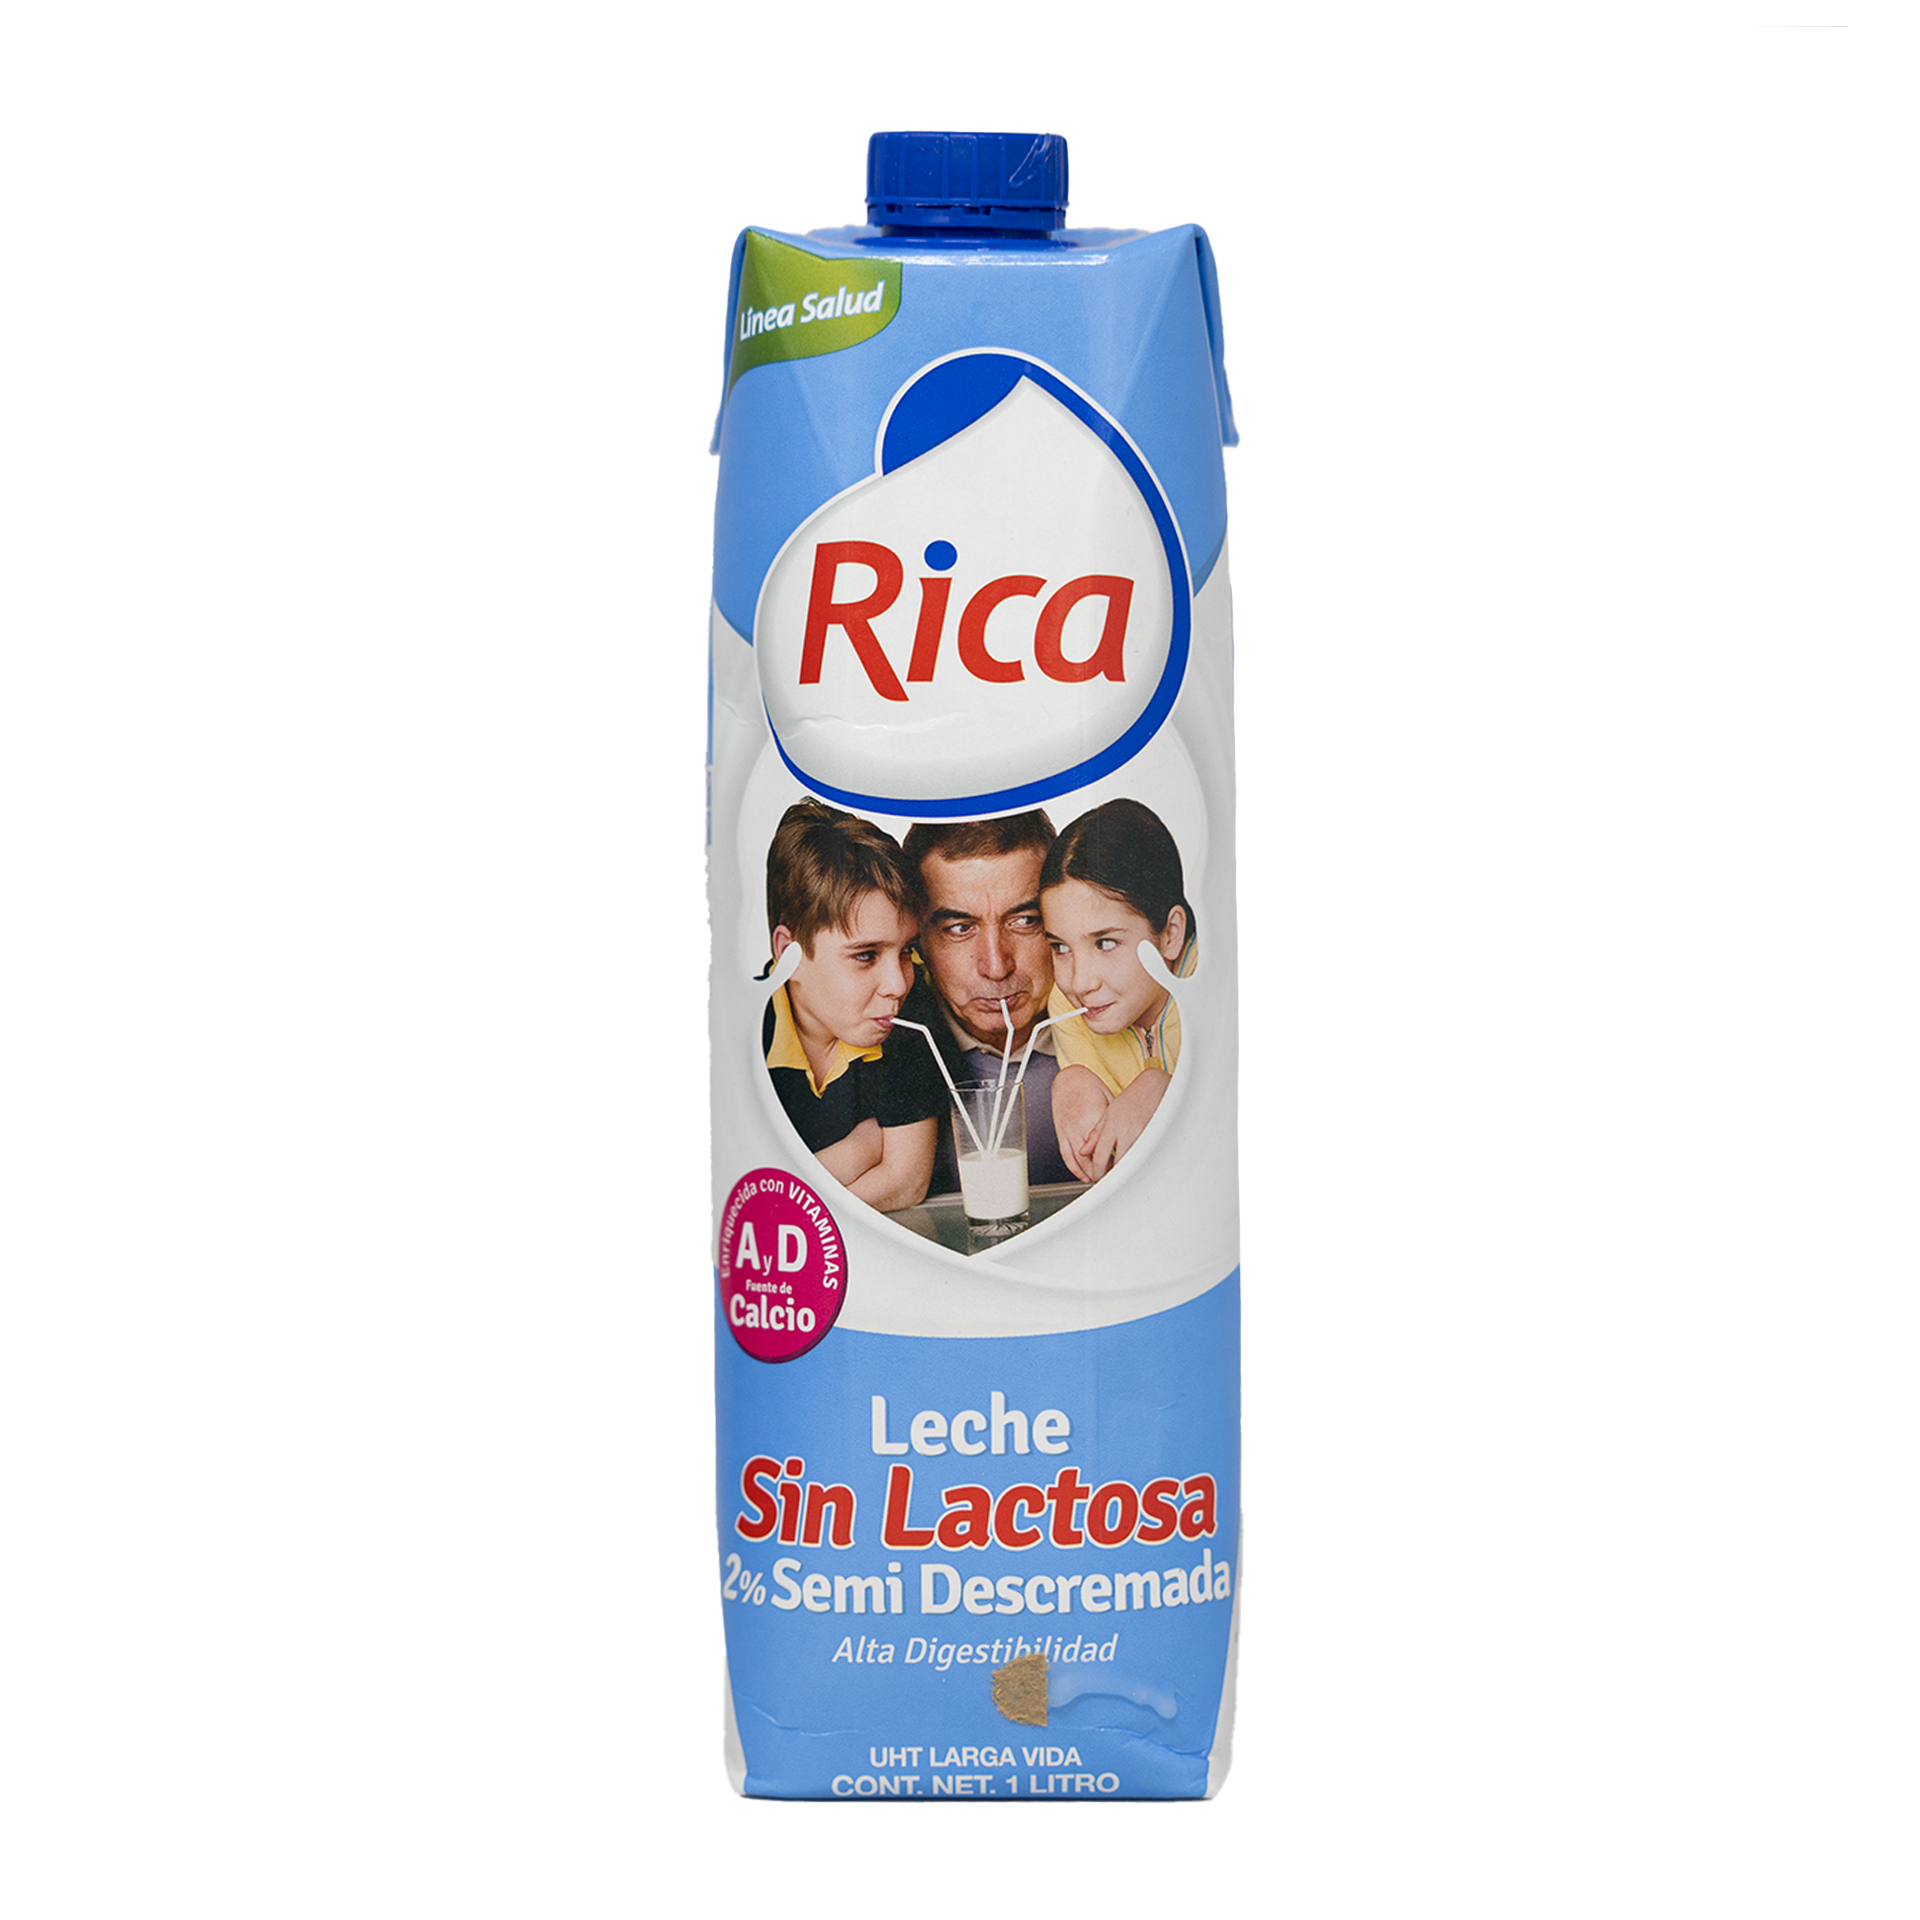 Línea Salud
Rica
Enriquecida con VITAMINAS
A y D
Fuente de
Calcio
Leche
Sin Lactosa
2% Semi Descremada
Alta Digestibilidad
UHT LARGA VIDA
CONT. NET. 1 LITRO